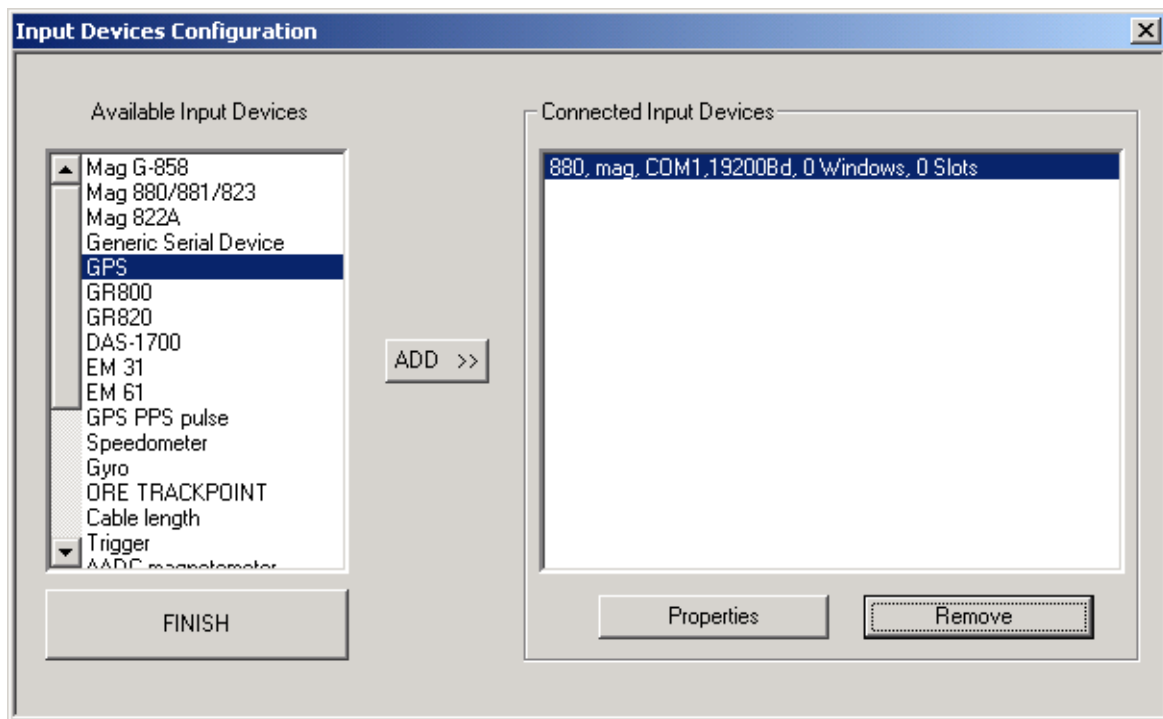 Input Devices Configuration
Available Input Devices
Mag G-858
Mag 880/881/823
Mag 822A
Generic Serial Device
GPS
GR800
GR820
DAS-1700
EM 31
EM 61
GPS PPS pulse
Speedometer
Gyro
ORE TRACKPOINT
Cable length
Trigger
AADC magnetometer
FINISH
ADD >>
Connected Input Devices
880, mag, COM1,19200Bd, 0 Windows, 0 Slots
Properties
Remove